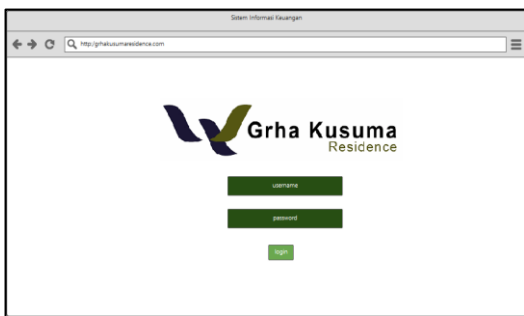 Sistem Informasi Keuangan
http://grhakusumaresidence.com
Grha Kusuma
Residence
username
password
login